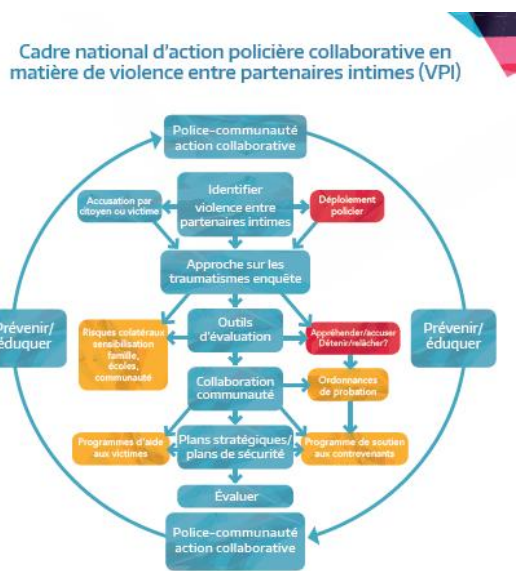 Cadre national d'action policière collaborative en
matière de violence entre partenaires intimes (VPI)
Police-communauté
action collaborative
Identifier
violence entre
partenaires intimes
Accusation par
citoyen ou victime
Déploiement
policier
Approche sur les
traumatismes enquête
Prévenir/
éduquer
Risques colatéraux
sensibilisation
famille,
écoles,
communauté
Outils
d'évaluation
Appréhender/accuser
Détenir/relâcher?
Prévenir/
éduquer
Collaboration
communauté
Ordonnances
de probation
Programmes d'aide
aux victimes
Plans stratégiques/
plans de sécurité
Programme de soutien
aux contrevenants
Évaluer
Police-communauté
action collaborative